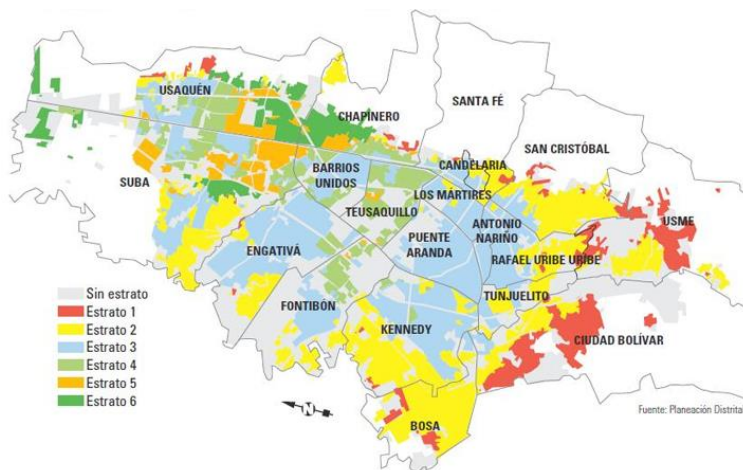 USAQUÉN
CHAPINERO
SANTA FÉ
SAN CRISTÓBAL
CANDELARIA
BARRIOS
UNIDOS
SUBA
LOS MÁRTIRES
TEUSAQUILLO
USME
ANTONIO
NARIÑO
PUENTE
ARANDA
ENGATIVÁ
RAFAEL URIBE URIBE
TUNJUELITO
FONTIBÓN
KENNEDY
CIUDAD BOLÍVAR
BOSA
Sin estrato
Estrato 1
Estrato 2
Estrato 3
Estrato 4
Estrato 5
Estrato 6
N
Fuente: Planeación Distrital